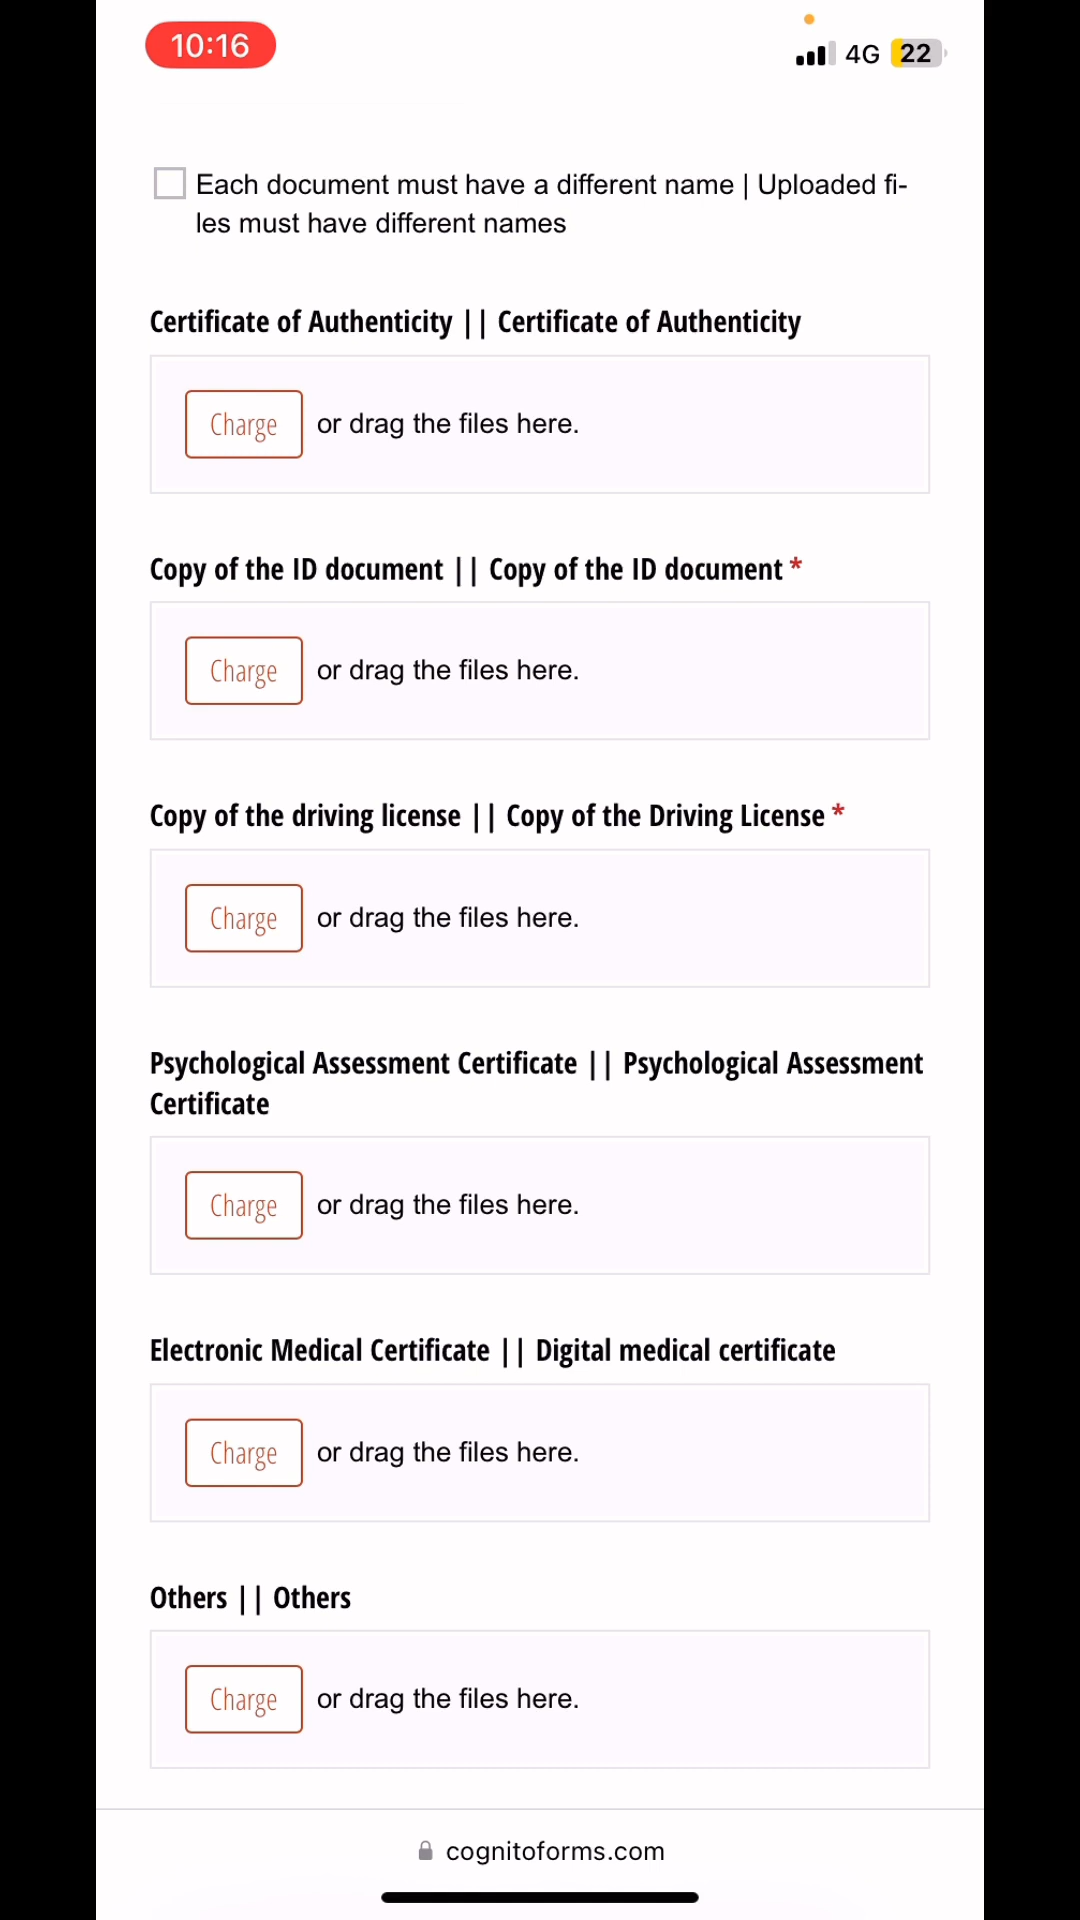 10:16
4G 22
Each document must have a different name | Uploaded fi-
les must have different names
Certificate of Authenticity || Certificate of Authenticity
Charge or drag the files here.
Copy of the ID document || Copy of the ID document *
Charge or drag the files here.
Copy of the driving license || Copy of the Driving License *
Charge or drag the files here.
Psychological Assessment Certificate || Psychological Assessment
Certificate
Charge or drag the files here.
Electronic Medical Certificate || Digital medical certificate
Charge or drag the files here.
Others || Others
Charge or drag the files here.
cognitoforms.com